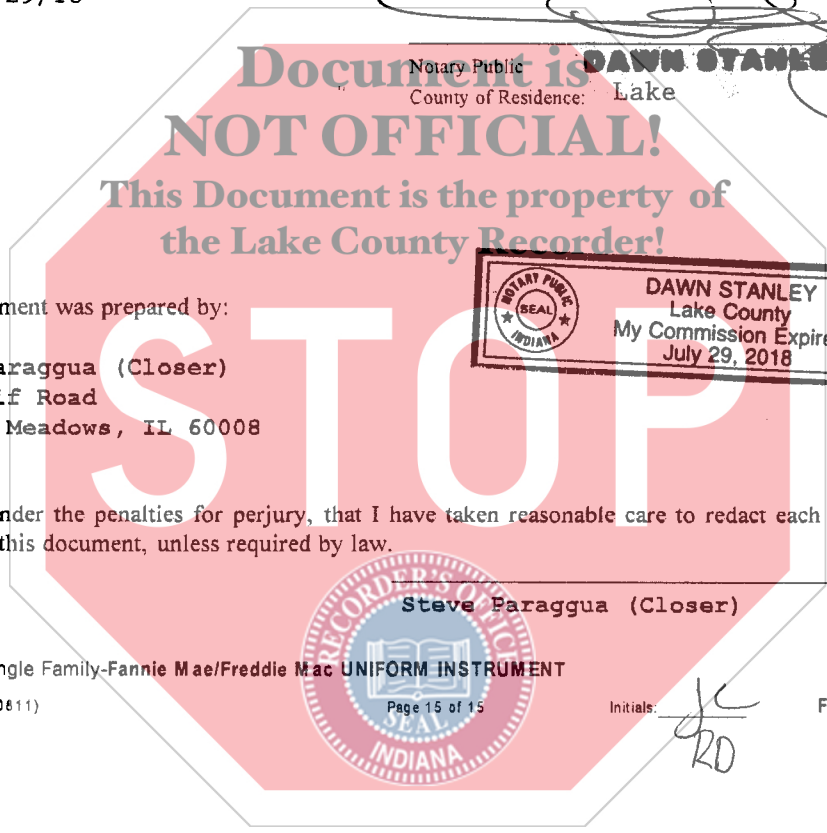 Document is
Notary Public DAWN STANLE
County of Residence: Lake
NOT OFFICIAL!
This Document is the property of
the Lake County Recorder!
NOTARY PUBLIC
SEAL
INDIANA
DAWN STANLEY
Lake County
My Commission Expire
July 29, 2018
ment was prepared by:
araggua (Closer)
lf Road
Meadows, IL 60008
STOP
nder the penalties for perjury, that I have taken reasonable care to redact each
this document, unless required by law.
Steve Paraggua (Closer)
RECORDER'S OFFICE
SEAL
INDIANA
ngle Family-Fannie Mae/Freddie Mac UNIFORM INSTRUMENT
0811)
Page 15 of 15
Initials: JC
RD
F